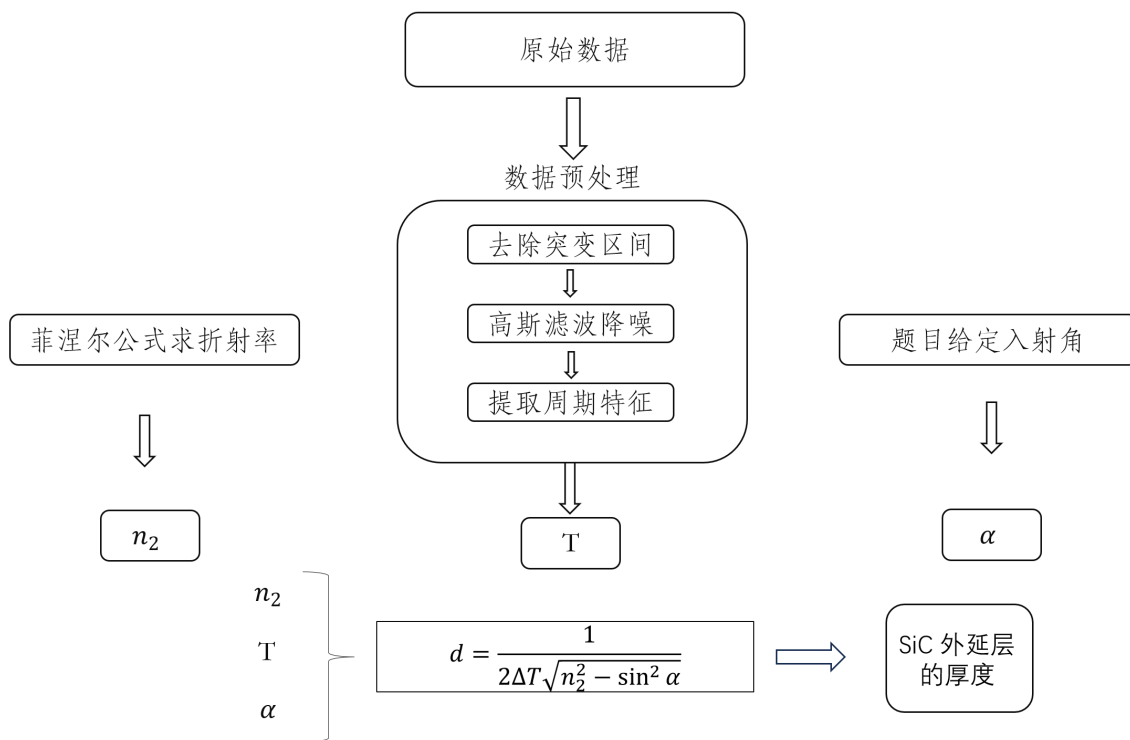 原始数据
数据预处理
去除突变区间
高斯滤波降噪
提取周期特征
菲涅尔公式求折射率
题目给定入射角
n₂
T
α
n₂
T
α
d = 1 / (2ΔT√(n₂² − sin² α))
SiC 外延层
的厚度